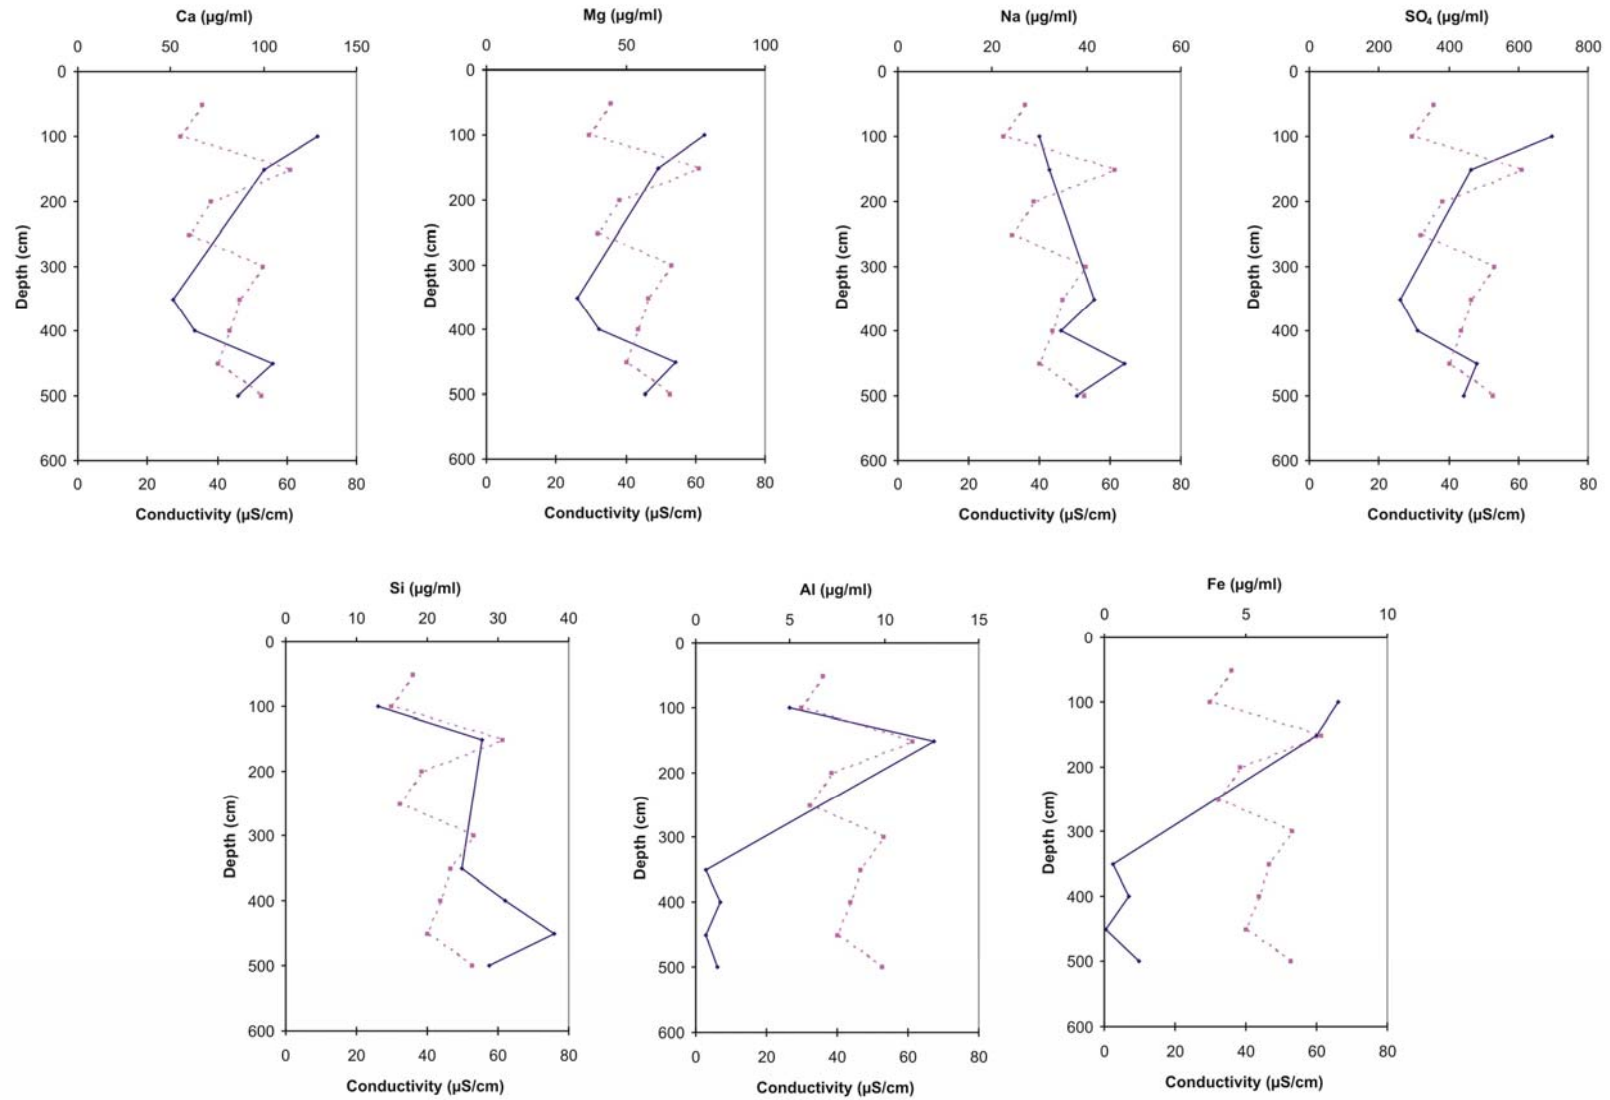 Ca (µg/ml)
0 50 100 150
0
100
200
300
400
500
600
Depth (cm)
0 20 40 60 80
Conductivity (µS/cm)
Mg (µg/ml)
0 50 100
0
100
200
300
400
500
600
Depth (cm)
0 20 40 60 80
Conductivity (µS/cm)
Na (µg/ml)
0 20 40 60
0
100
200
300
400
500
600
Depth (cm)
0 20 40 60 80
Conductivity (µS/cm)
SO₄ (µg/ml)
0 200 400 600 800
0
100
200
300
400
500
600
Depth (cm)
0 20 40 60 80
Conductivity (µS/cm)
Si (µg/ml)
0 10 20 30 40
0
100
200
300
400
500
600
Depth (cm)
0 20 40 60 80
Conductivity (µS/cm)
Al (µg/ml)
0 5 10 15
0
100
200
300
400
500
600
Depth (cm)
0 20 40 60 80
Conductivity (µS/cm)
Fe (µg/ml)
0 5 10
0
100
200
300
400
500
600
Depth (cm)
0 20 40 60 80
Conductivity (µS/cm)